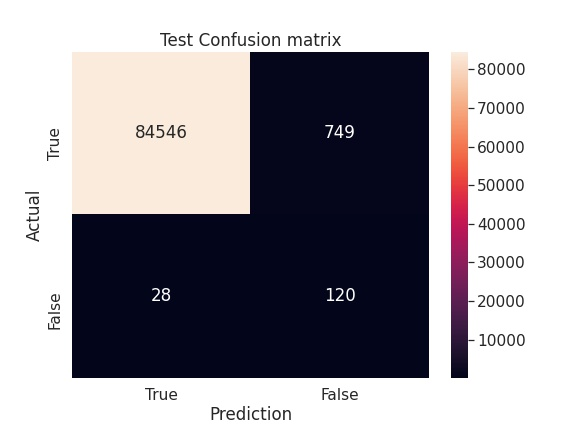 Test Confusion matrix
Actual
True
False
84546
749
28
120
True
False
Prediction
80000
70000
60000
50000
40000
30000
20000
10000